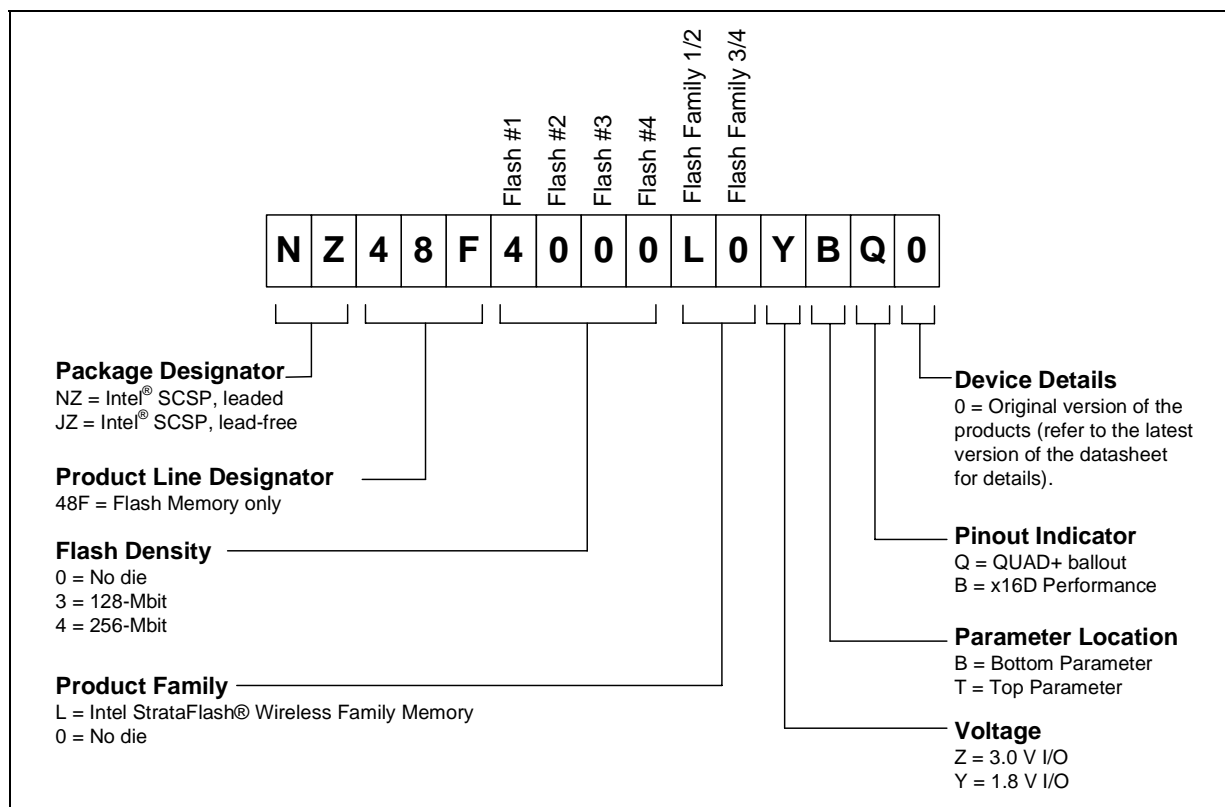 Flash #1
Flash #2
Flash #3
Flash #4
Flash Family 1/2
Flash Family 3/4
N Z 4 8 F 4 0 0 0 L 0 Y B Q 0
Package Designator
NZ = Intel® SCSP, leaded
JZ = Intel® SCSP, lead-free
Product Line Designator
48F = Flash Memory only
Flash Density
0 = No die
3 = 128-Mbit
4 = 256-Mbit
Product Family
L = Intel StrataFlash® Wireless Family Memory
0 = No die
Device Details
0 = Original version of the
products (refer to the latest
version of the datasheet
for details).
Pinout Indicator
Q = QUAD+ ballout
B = x16D Performance
Parameter Location
B = Bottom Parameter
T = Top Parameter
Voltage
Z = 3.0 V I/O
Y = 1.8 V I/O